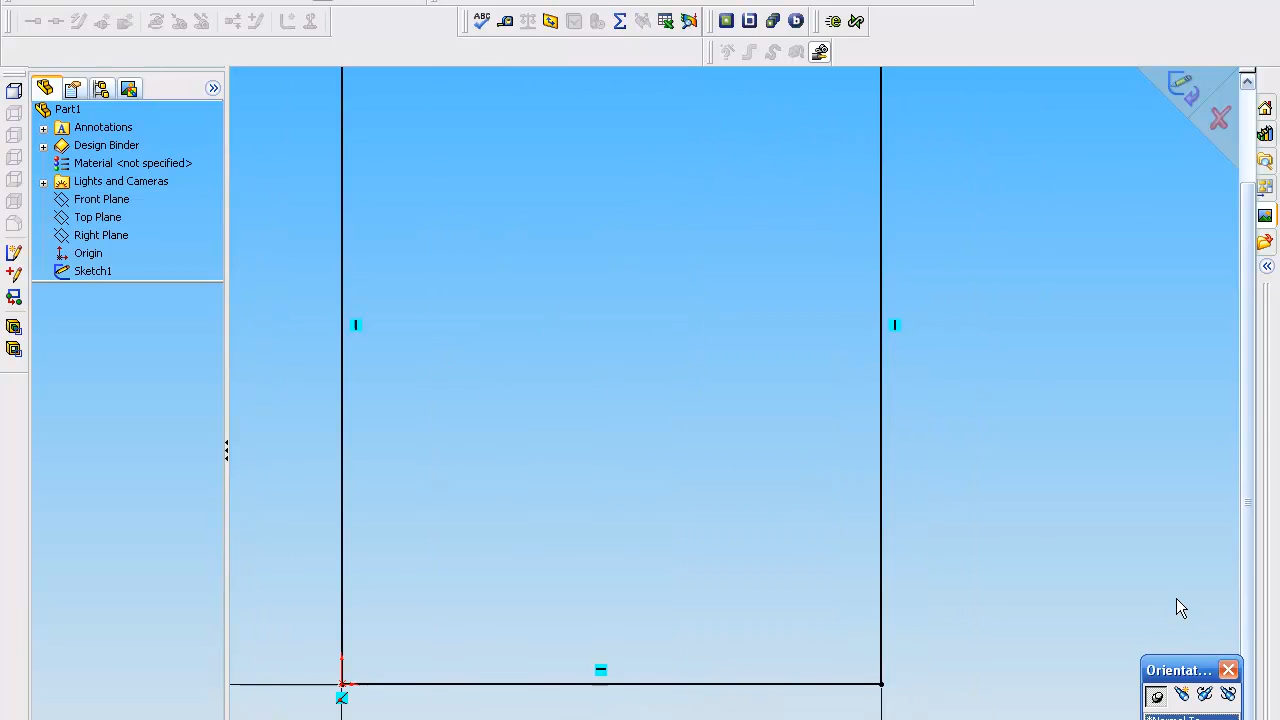 ABC
Part1
Annotations
Design Binder
Material <not specified>
Lights and Cameras
Front Plane
Top Plane
Right Plane
Origin
Sketch1
Orientat...